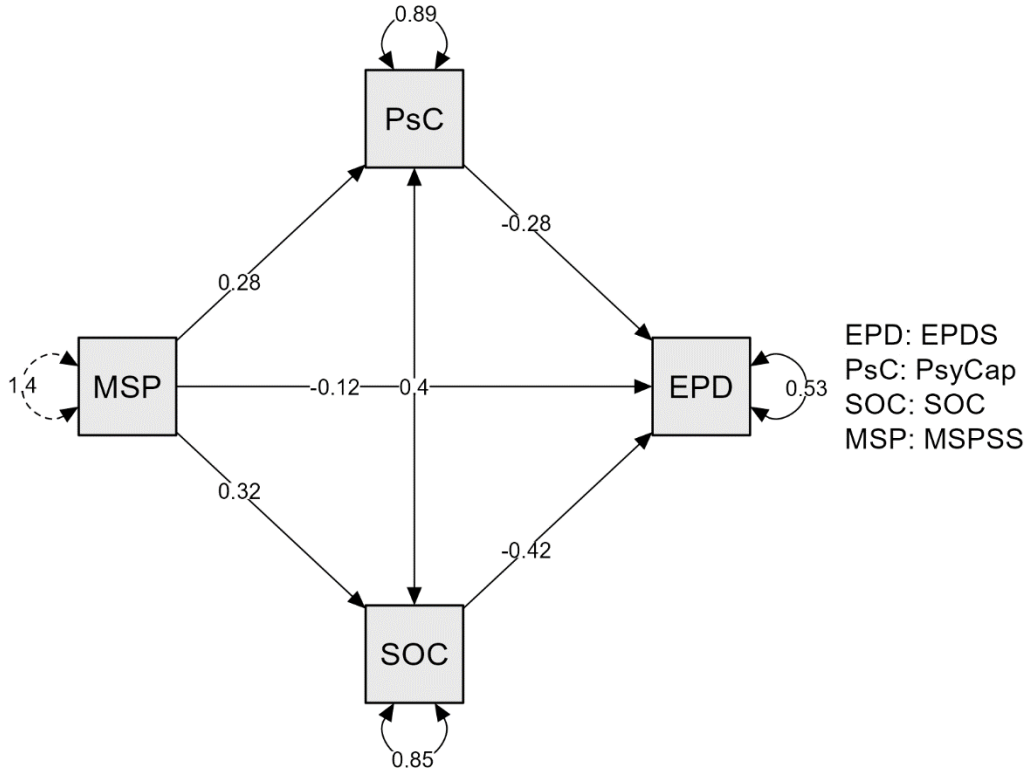 0.89
PsC
-0.28
0.28
EPD: EPDS
PsC: PsyCap
SOC: SOC
MSP: MSPSS
1.4
MSP
-0.12
0.4
EPD
0.53
0.32
-0.42
SOC
0.85